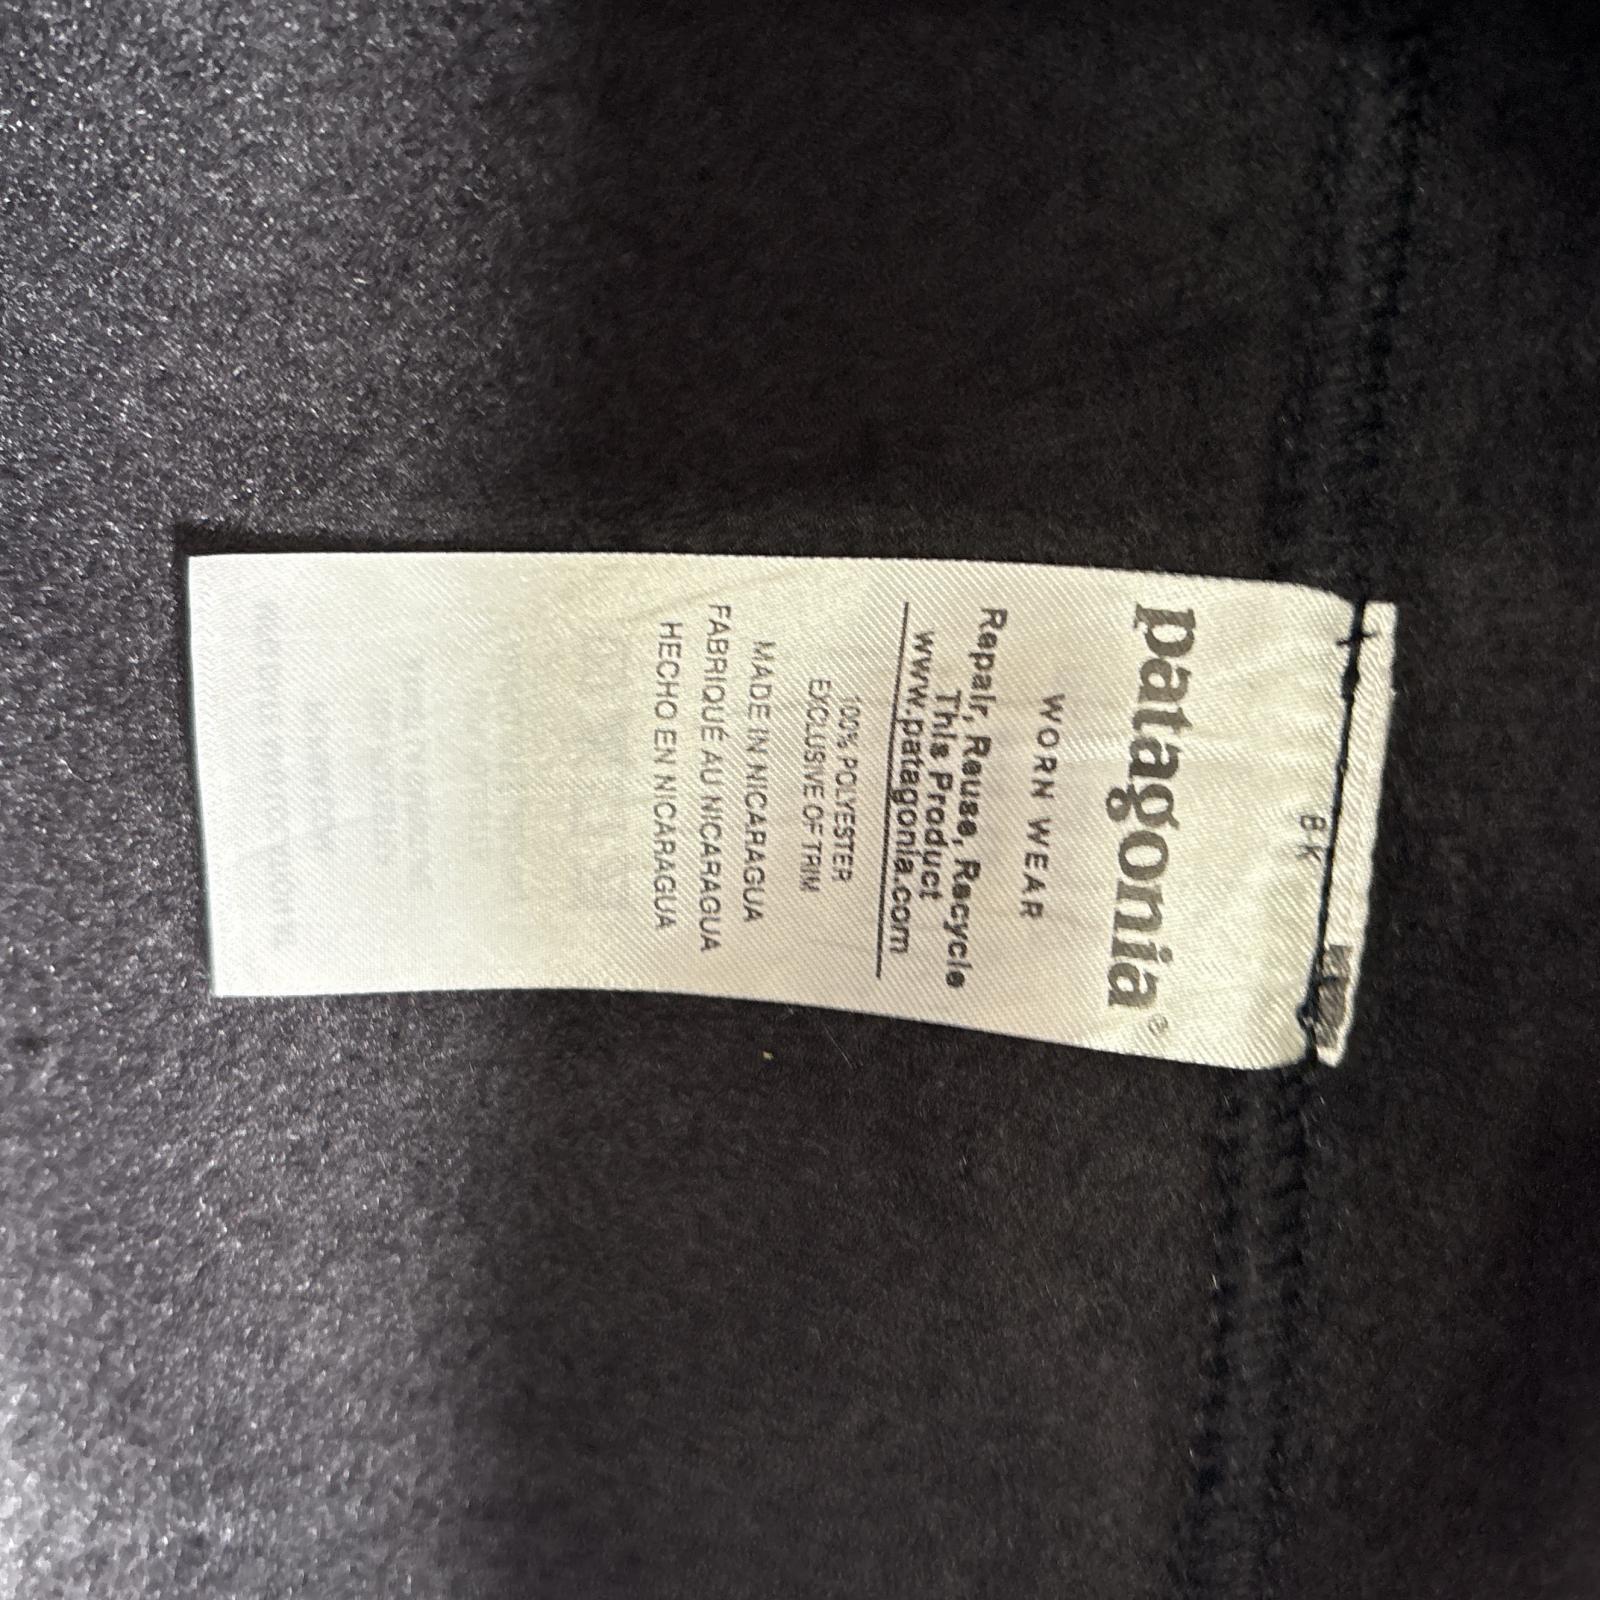 BK
patagonia®
WORN WEAR
Repair, Reuse, Recycle
This Product
www.patagonia.com
100% POLYESTER
EXCLUSIVE OF TRIM
MADE IN NICARAGUA
FABRIQUÉ AU NICARAGUA
HECHO EN NICARAGUA